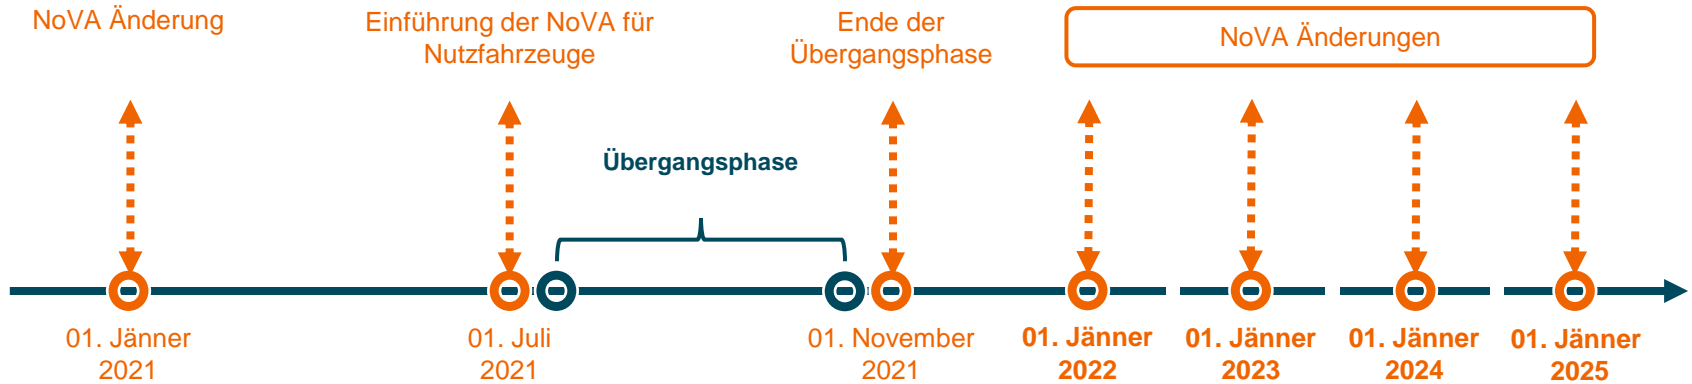 NoVA Änderung
Einführung der NoVA für
Nutzfahrzeuge
Ende der
Übergangsphase
NoVA Änderungen
Übergangsphase
01. Jänner
2021
01. Juli
2021
01. November
2021
01. Jänner
2022
01. Jänner
2023
01. Jänner
2024
01. Jänner
2025